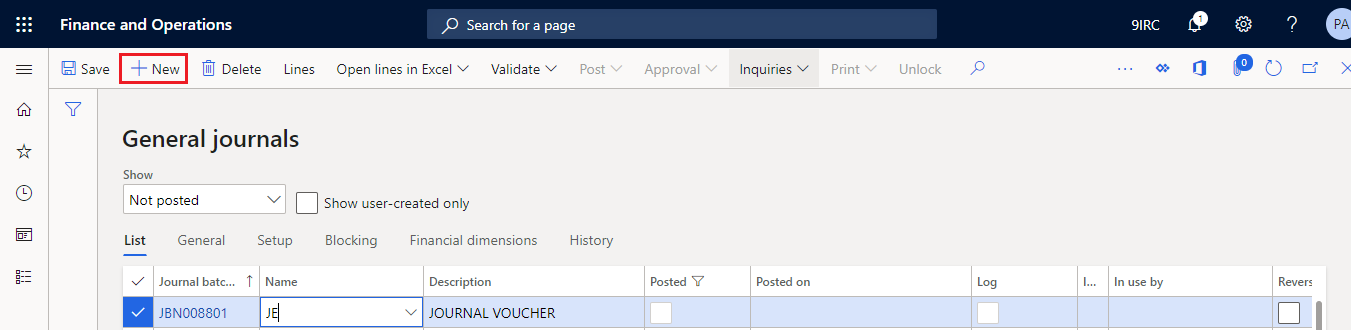 Finance and Operations Search for a page 9IRC 1 PA
Save New Delete Lines Open lines in Excel Validate Post Approval Inquiries Print Unlock ... 0
General journals
Show
Not posted Show user-created only
List General Setup Blocking Financial dimensions History
Journal batc... Name Description Posted Posted on Log I... In use by Revers
JBN008801 JE JOURNAL VOUCHER